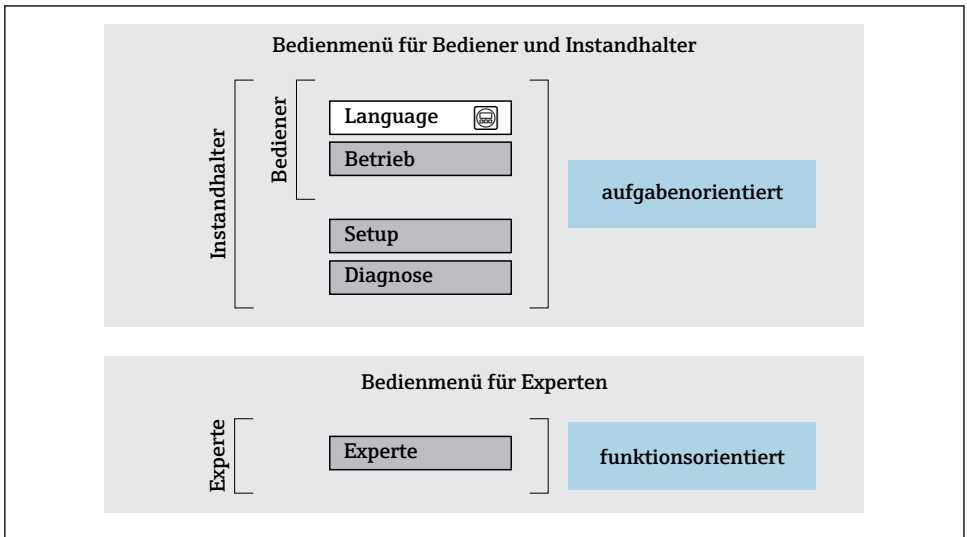 Bedienmenü für Bediener und Instandhalter
Instandhalter
Bediener
Language
Betrieb
Setup
Diagnose
aufgabenorientiert
Bedienmenü für Experten
Experte
Experte
funktionsorientiert